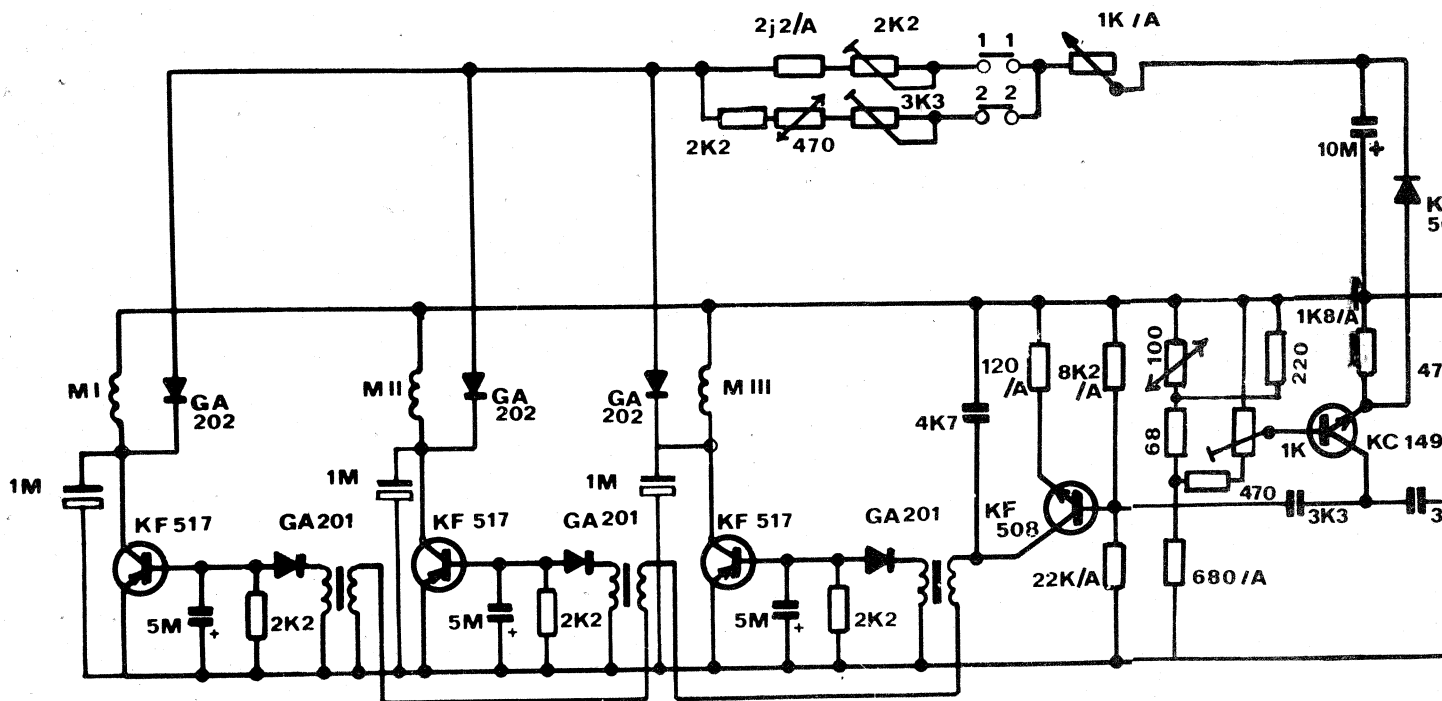 2j2/A
2K2
1
1
1K /A
3K3
2
2
2K2
470
10M
+
K
5
1K8/A
M I
GA
202
M II
GA
202
GA
202
M III
120
/A
8K2
/A
100
220
47
4K7
68
1K
KC 149
1M
1M
1M
KF 517
GA201
KF 517
GA201
KF 517
GA201
KF
508
470
3K3
3
22K/A
680/A
5M
+
2K2
5M
+
2K2
5M
+
2K2